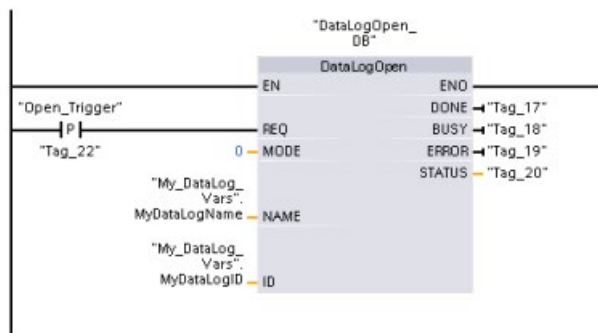 "DataLogOpen_
DB"
DataLogOpen
EN ENO
DONE "Tag_17"
"Open_Trigger"
P REQ BUSY "Tag_18"
"Tag_22" 0 MODE ERROR "Tag_19"
STATUS "Tag_20"
"My_DataLog_
Vars".
MyDataLogName NAME
"My_DataLog_
Vars".
MyDataLogID ID